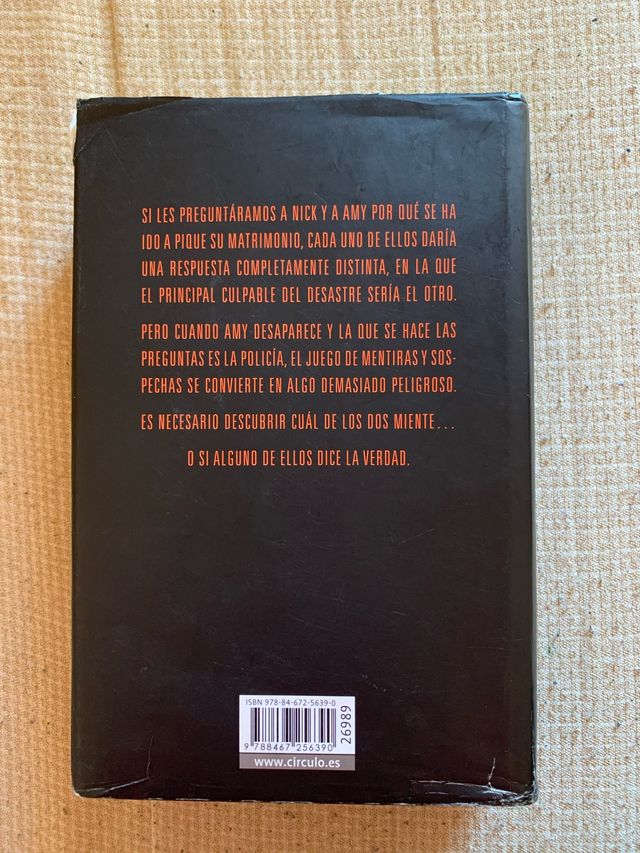 SI LES PREGUNTÁRAMOS A NICK Y A AMY POR QUÉ SE HA
IDO A PIQUE SU MATRIMONIO, CADA UNO DE ELLOS DARÍA
UNA RESPUESTA COMPLETAMENTE DISTINTA, EN LA QUE
EL PRINCIPAL CULPABLE DEL DESASTRE SERÍA EL OTRO.
PERO CUANDO AMY DESAPARECE Y LA QUE SE HACE LAS
PREGUNTAS ES LA POLICÍA, EL JUEGO DE MENTIRAS Y SOS-
PECHAS SE CONVIERTE EN ALGO DEMASIADO PELIGROSO.
ES NECESARIO DESCUBRIR CUÁL DE LOS DOS MIENTE...
O SI ALGUNO DE ELLOS DICE LA VERDAD.
ISBN 978-84-672-5639-0
26989
9 788467 256390
www.circulo.es